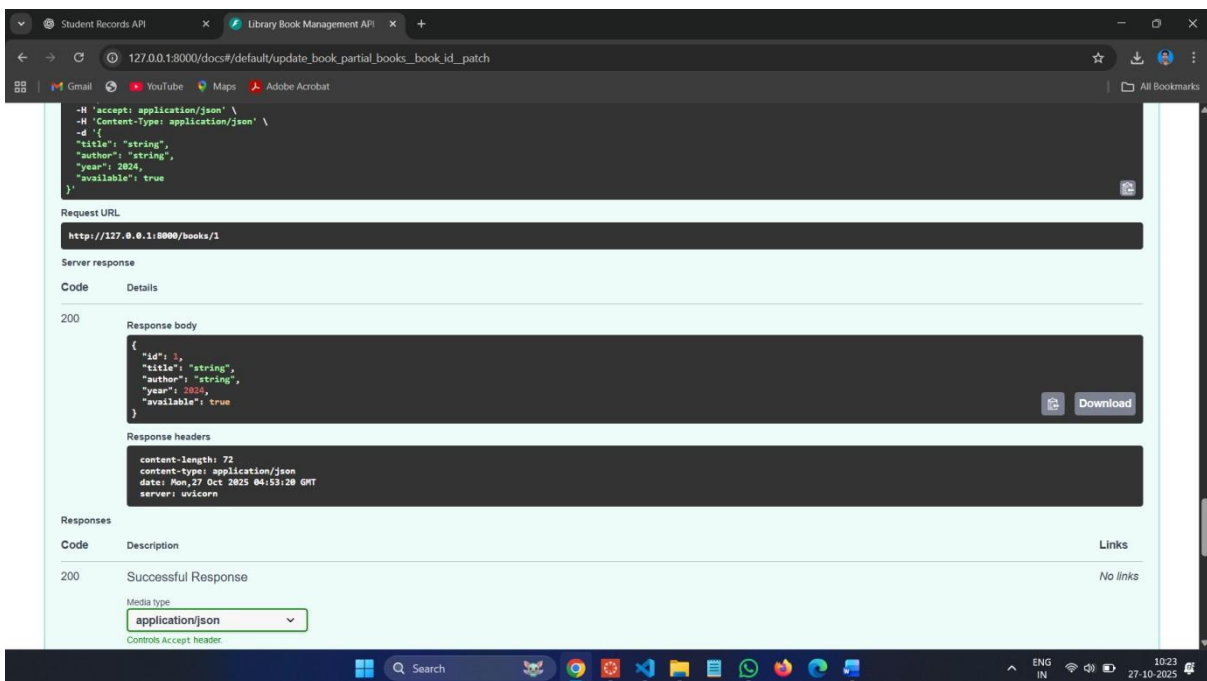 Student Records API
Library Book Management API
127.0.0.1:8000/docs#/default/update_book_partial_books__book_id__patch
Gmail YouTube Maps Adobe Acrobat All Bookmarks
-H 'accept: application/json' \
-H 'Content-Type: application/json' \
-d '{
"title": "string",
"author": "string",
"year": 2024,
"available": true
}'
Request URL
http://127.0.0.1:8000/books/1
Server response
Code Details
200
Response body
{
"id": 1,
"title": "string",
"author": "string",
"year": 2024,
"available": true
}
Download
Response headers
content-length: 72
content-type: application/json
date: Mon,27 Oct 2025 04:53:20 GMT
server: uvicorn
Responses
Code Description Links
200 Successful Response No links
Media type
application/json
Controls Accept header.
Search
ENG
IN
10:23
27-10-2025